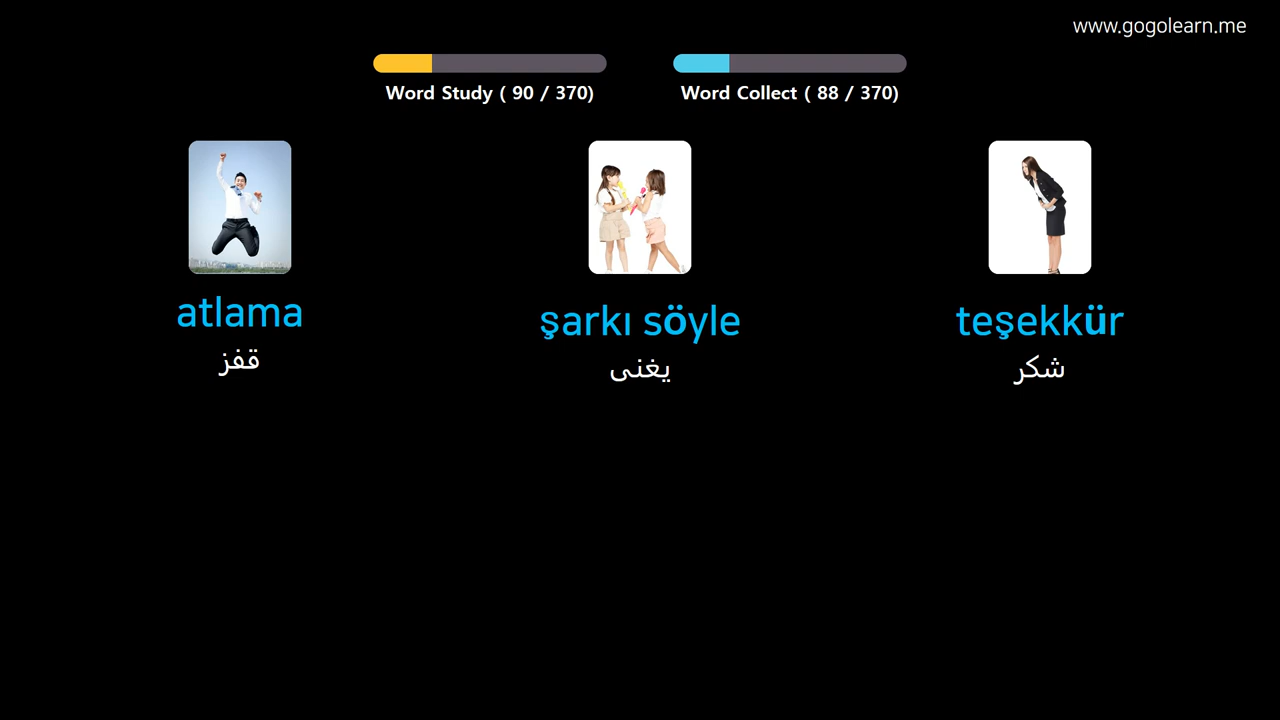 www.gogolearn.me
Word Study ( 90 / 370)
Word Collect ( 88 / 370)
atlama
قفز
şarkı söyle
يغنى
teşekkür
شكر